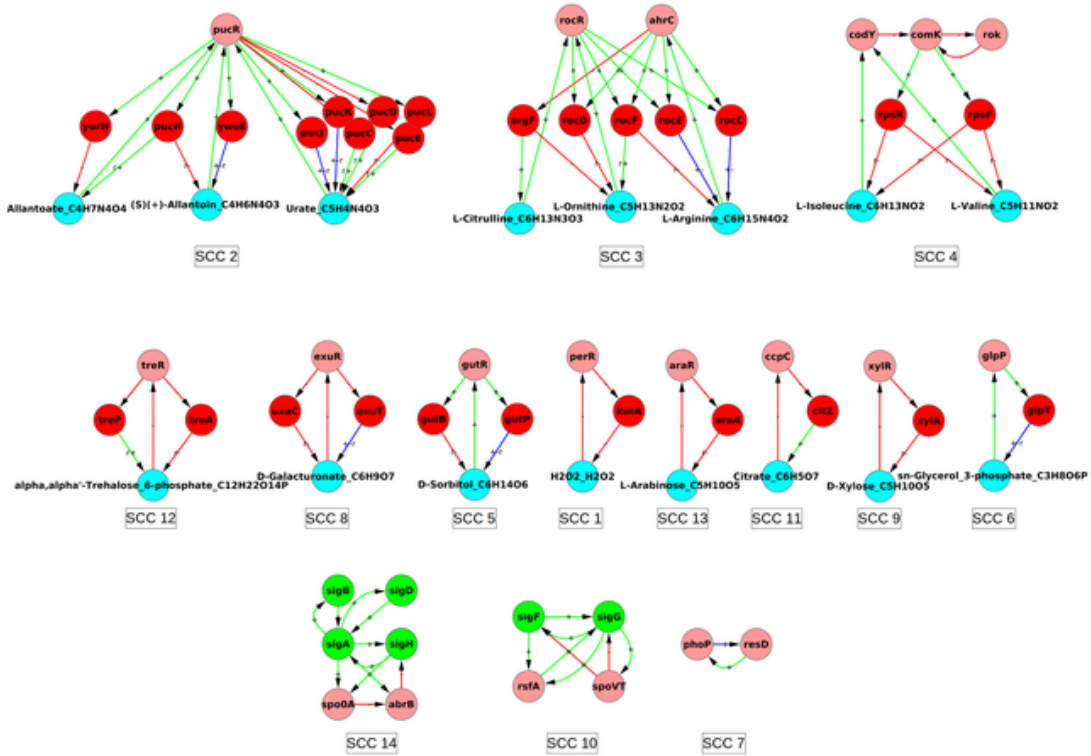 pucR
yurH
pucH
ywoE
pucJ
pucK
pucC
pucD
pucE
pucL
Allantoate_C4H7N4O4
(S)(+)-Allantoin_C4H6N4O3
Urate_C5H4N4O3
SCC 2
rocR
ahrC
argF
rocD
rocF
rocE
rocC
L-Citrulline_C6H13N3O3
L-Ornithine_C5H13N2O2
L-Arginine_C6H15N4O2
SCC 3
codY
comK
rok
rpsR
rpsF
L-Isoleucine_C6H13NO2
L-Valine_C5H11NO2
SCC 4
treR
treP
treA
alpha,alpha'-Trehalose_6-phosphate_C12H22O14P
SCC 12
exuR
uxaC
exuT
D-Galacturonate_C6H9O7
SCC 8
gutR
gutB
gutP
D-Sorbitol_C6H14O6
SCC 5
perR
katA
H2O2_H2O2
SCC 1
araR
araA
L-Arabinose_C5H10O5
SCC 13
ccpC
citZ
Citrate_C6H5O7
SCC 11
xylR
xylA
D-Xylose_C5H10O5
SCC 9
glpP
glpT
sn-Glycerol_3-phosphate_C3H8O6P
SCC 6
sigB
sigD
sigA
sigH
spo0A
abrB
SCC 14
sigF
sigG
rsfA
spoVT
SCC 10
phoP
resD
SCC 7